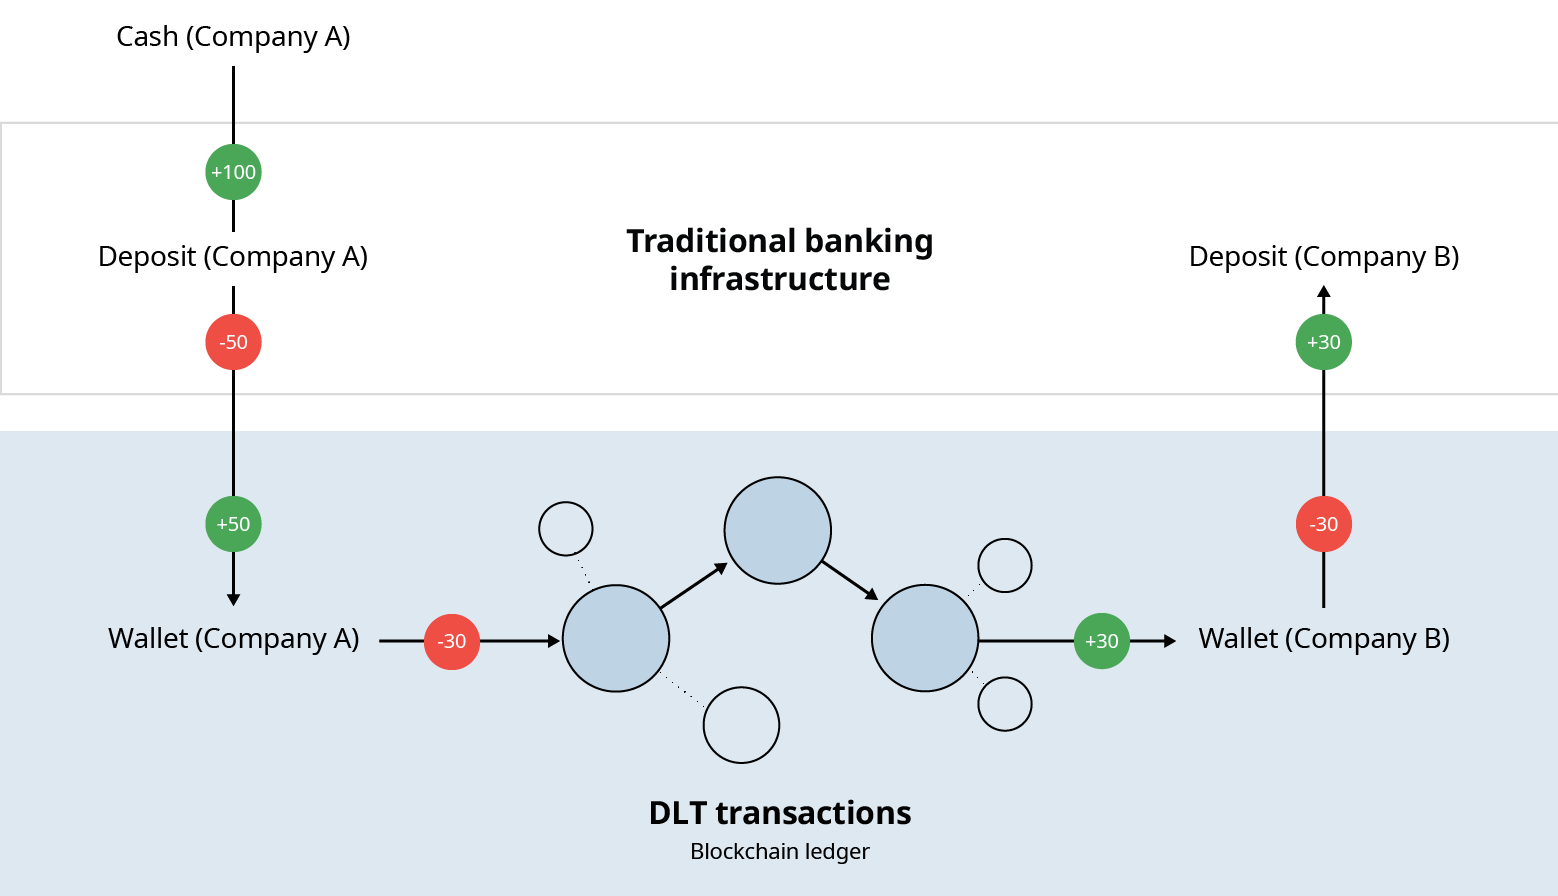 Cash (Company A)
+100
Deposit (Company A)
Traditional banking
infrastructure
Deposit (Company B)
-50
+30
+50
-30
Wallet (Company A)
-30
+30
Wallet (Company B)
DLT transactions
Blockchain ledger